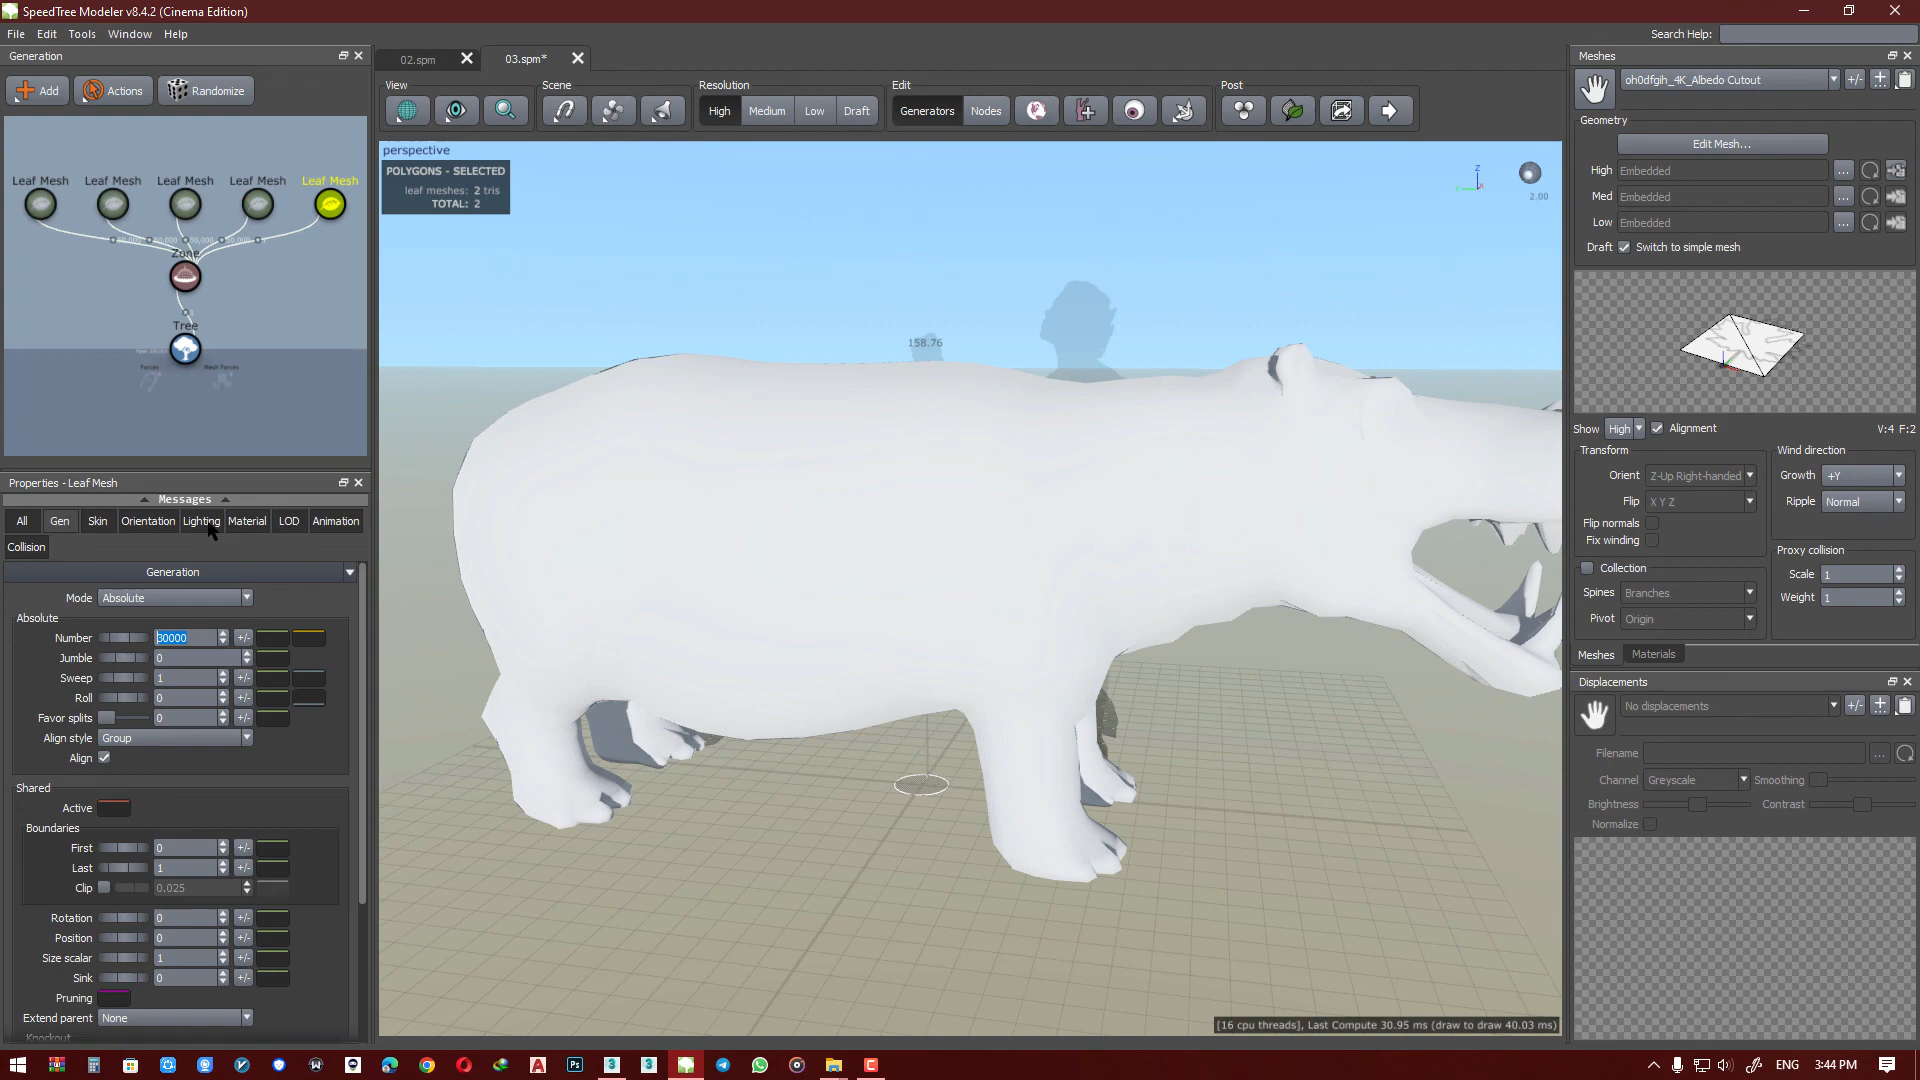 SpeedTree Modeler v8.4.2 (Cinema Edition)
File Edit Tools Window Help
Search Help:
Generation
Add Actions Randomize
Leaf Mesh Leaf Mesh Leaf Mesh Leaf Mesh Leaf Mesh
Zone
Tree
Forces Mesh Forces
Properties - Leaf Mesh
Messages
All Gen Skin Orientation Lighting Material LOD Animation
Collision
Generation
Mode Absolute
Absolute
Number 30000 +/-
Jumble 0
Sweep 1 +/-
Roll 0 +/-
Favor splits 0 +/-
Align style Group
Align
Shared
Active
Boundaries
First 0 +/-
Last 1 +/-
Clip 0.025
Rotation 0 +/-
Position 0 +/-
Size scalar 1 +/-
Sink 0 +/-
Pruning
Extend parent None
Knockout
02.spm 03.spm*
View Scene Resolution Edit Post
High Medium Low Draft Generators Nodes
perspective
POLYGONS - SELECTED
leaf meshes: 2 tris
TOTAL: 2
Z
2.00
158.76
[16 cpu threads], Last Compute 30.95 ms (draw to draw 40.03 ms)
Meshes
oh0dfgih_4K_Albedo Cutout +/-
Geometry
Edit Mesh...
High Embedded ...
Med Embedded ...
Low Embedded ...
Draft Switch to simple mesh
Show High Alignment V:4 F:2
Transform
Orient Z-Up Right-handed
Flip X Y Z
Flip normals
Fix winding
Wind direction
Growth +Y
Ripple Normal
Collection
Spines Branches
Pivot Origin
Proxy collision
Scale 1
Weight 1
Meshes Materials
Displacements
No displacements +/-
Filename ...
Channel Greyscale Smoothing
Brightness Contrast
Normalize
ENG 3:44 PM